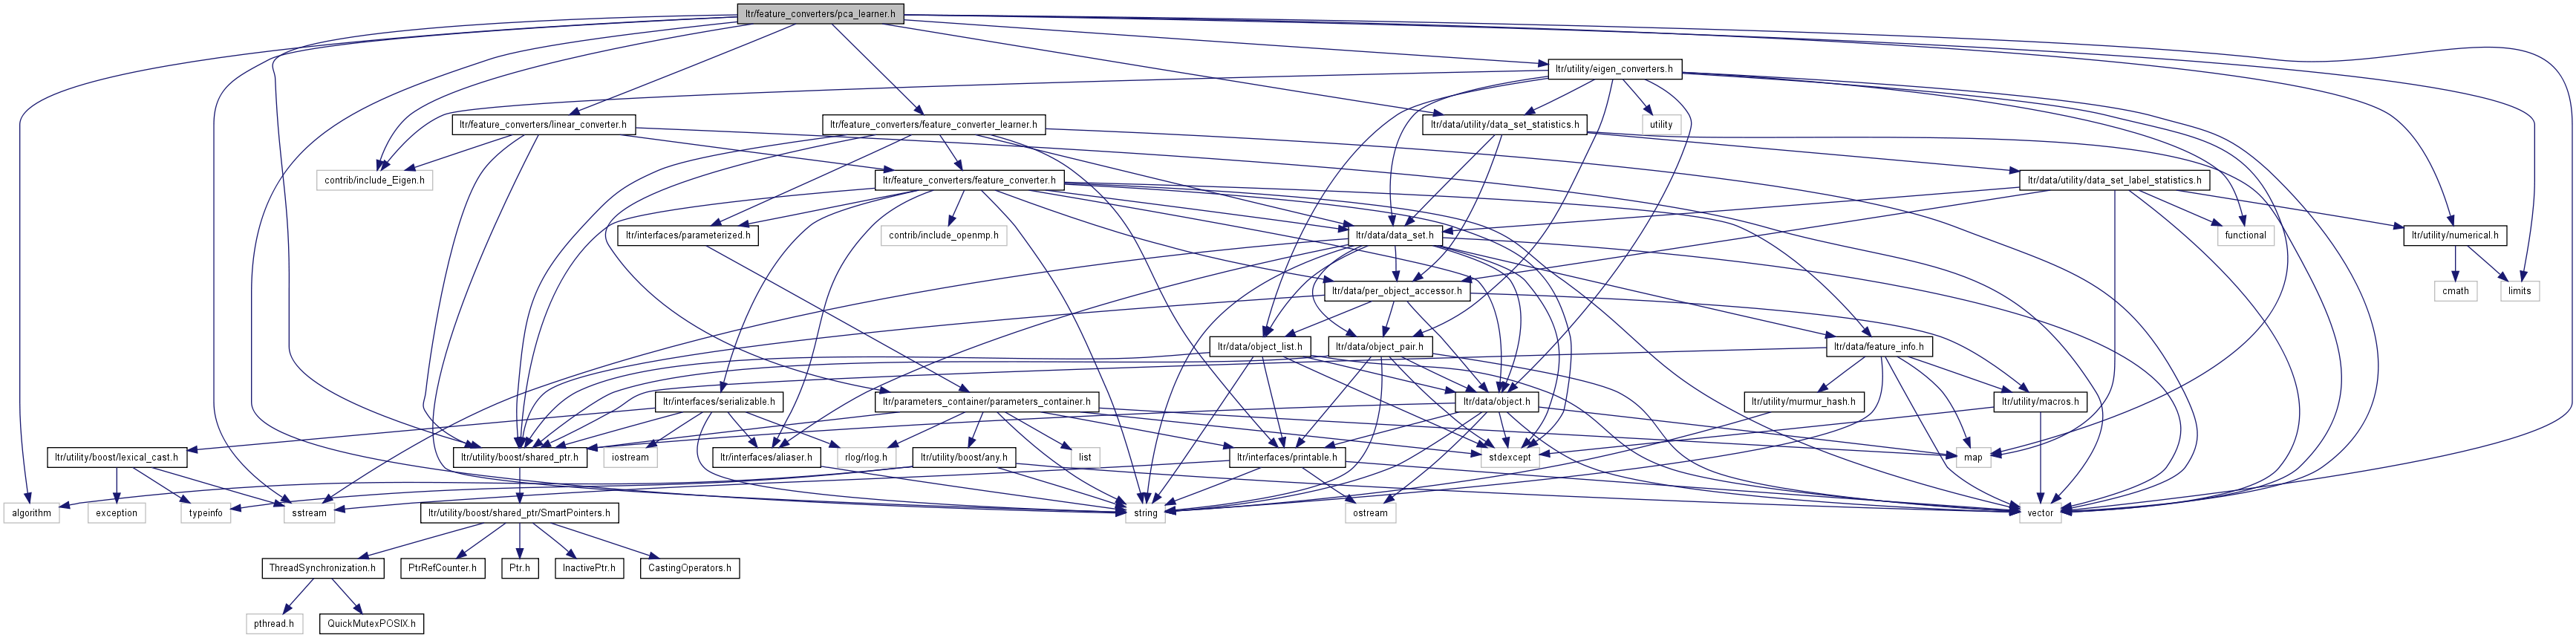 ltr/feature_converters/pca_learner.h
ltr/utility/eigen_converters.h
ltr/feature_converters/linear_converter.h
ltr/feature_converters/feature_converter_learner.h
ltr/data/utility/data_set_statistics.h
utility
contrib/include_Eigen.h
ltr/feature_converters/feature_converter.h
ltr/data/utility/data_set_label_statistics.h
ltr/interfaces/parameterized.h
contrib/include_openmp.h
ltr/data/data_set.h
functional
ltr/utility/numerical.h
ltr/data/per_object_accessor.h
cmath
limits
ltr/data/object_list.h
ltr/data/object_pair.h
ltr/data/feature_info.h
ltr/interfaces/serializable.h
ltr/parameters_container/parameters_container.h
ltr/data/object.h
ltr/utility/murmur_hash.h
ltr/utility/macros.h
ltr/utility/boost/lexical_cast.h
ltr/utility/boost/shared_ptr.h
iostream
ltr/interfaces/aliaser.h
rlog/rlog.h
ltr/utility/boost/any.h
list
ltr/interfaces/printable.h
stdexcept
map
algorithm
exception
typeinfo
sstream
ltr/utility/boost/shared_ptr/SmartPointers.h
string
ostream
vector
ThreadSynchronization.h
PtrRefCounter.h
Ptr.h
InactivePtr.h
CastingOperators.h
pthread.h
QuickMutexPOSIX.h